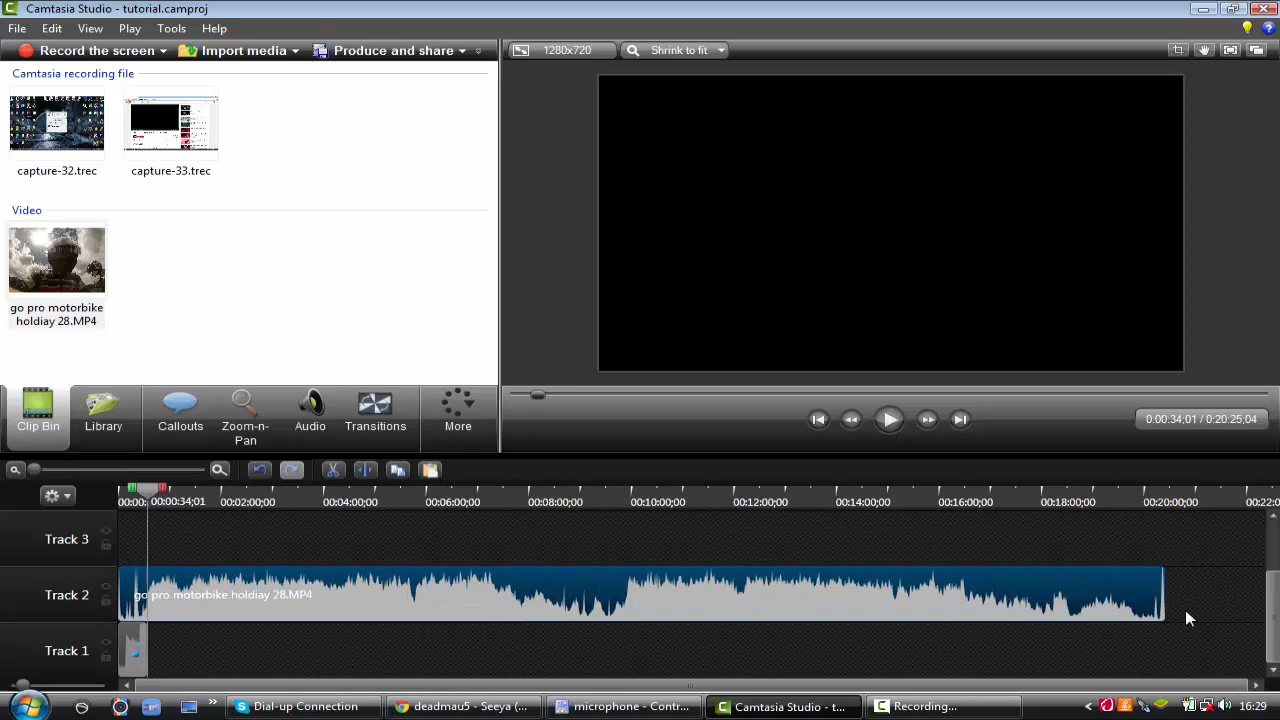 Camtasia Studio - tutorial.camproj
File Edit View Play Tools Help
Record the screen Import media Produce and share
1280x720 Shrink to fit
Camtasia recording file
capture-32.trec capture-33.trec
Video
go pro motorbike
holdiay 28.MP4
Clip Bin Library Callouts Zoom-n-
Pan Audio Transitions More
0:00:34;01 / 0:20:25;04
00:00: 00:00:34;01 00:02:00;00 00:04:00;00 00:06:00;00 00:08:00;00 00:10:00;00 00:12:00;00 00:14:00;00 00:16:00;00 00:18:00;00 00:20:00;00 00:22:0
Track 3
Track 2 go pro motorbike holdiay 28.MP4
Track 1
Dial-up Connection deadmau5 - Seeya (... microphone - Contr... Camtasia Studio - t... Recording... 16:29